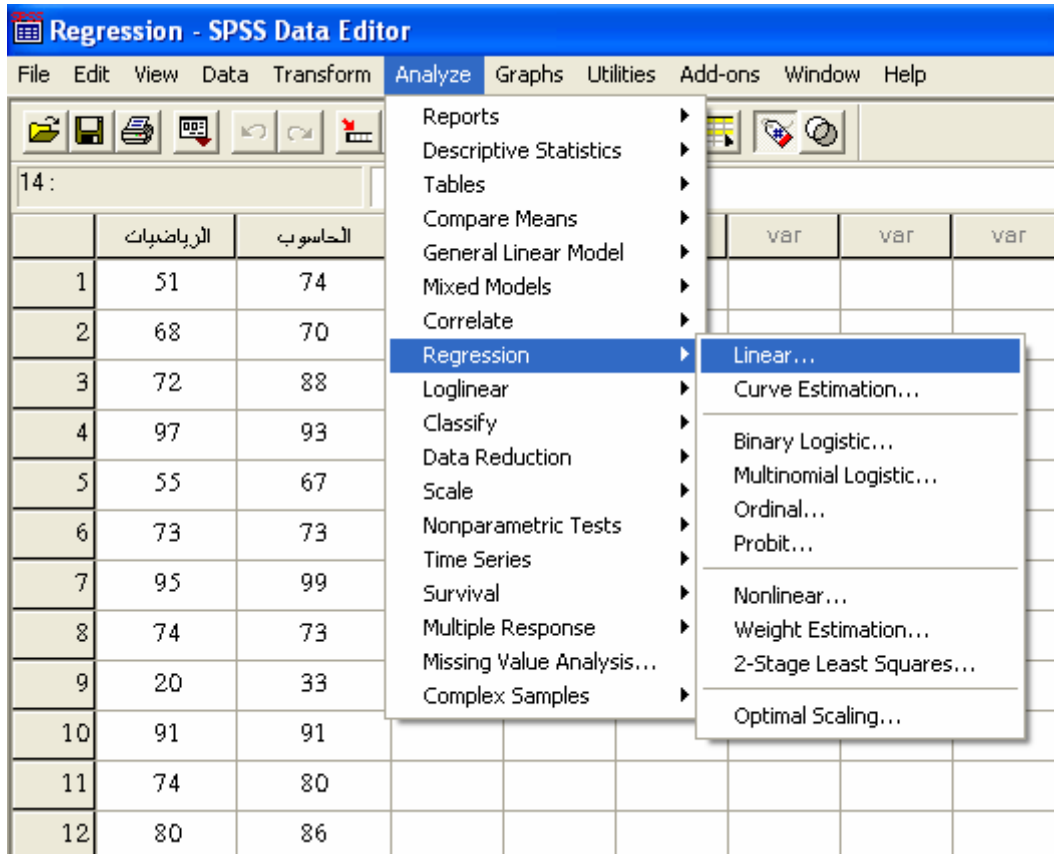 SPSS
Regression - SPSS Data Editor
File Edit View Data Transform Analyze Graphs Utilities Add-ons Window Help
14 :
الرياضيات الحاسوب var var var
1 51 74
2 68 70
3 72 88
4 97 93
5 55 67
6 73 73
7 95 99
8 74 73
9 20 33
10 91 91
11 74 80
12 80 86
Reports
Descriptive Statistics
Tables
Compare Means
General Linear Model
Mixed Models
Correlate
Regression
Loglinear
Classify
Data Reduction
Scale
Nonparametric Tests
Time Series
Survival
Multiple Response
Missing Value Analysis...
Complex Samples
Linear...
Curve Estimation...
Binary Logistic...
Multinomial Logistic...
Ordinal...
Probit...
Nonlinear...
Weight Estimation...
2-Stage Least Squares...
Optimal Scaling...